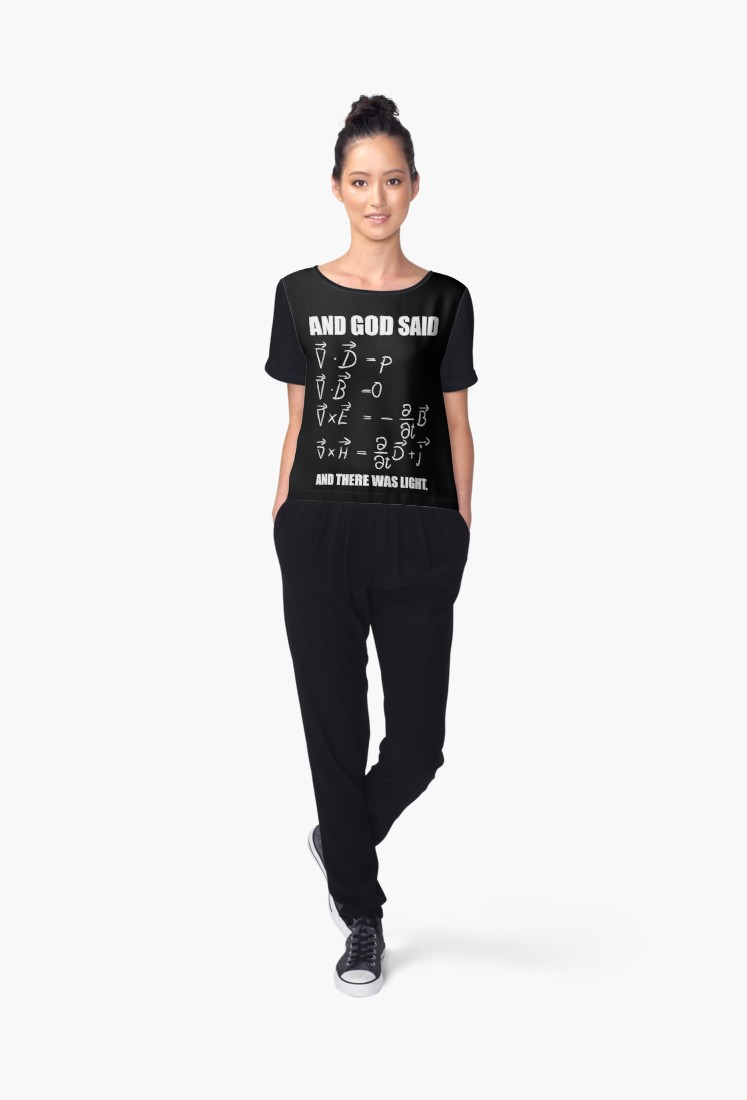 AND GOD SAID
∇⃗ · D⃗ = ρ
∇⃗ · B⃗ = 0
∇⃗ × E⃗ = − ∂/∂t B⃗
∇⃗ × H⃗ = ∂/∂t D⃗ + j⃗
AND THERE WAS LIGHT.